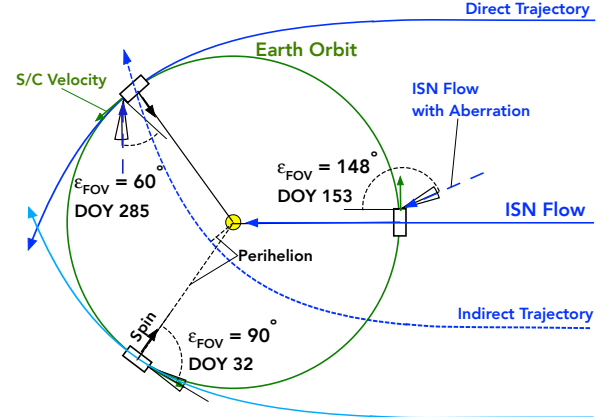 Direct Trajectory
Earth Orbit
S/C Velocity
ISN Flow
with Aberration
εFOV = 148°
DOY 153
εFOV = 60°
DOY 285
ISN Flow
Perihelion
Indirect Trajectory
Spin
εFOV = 90°
DOY 32